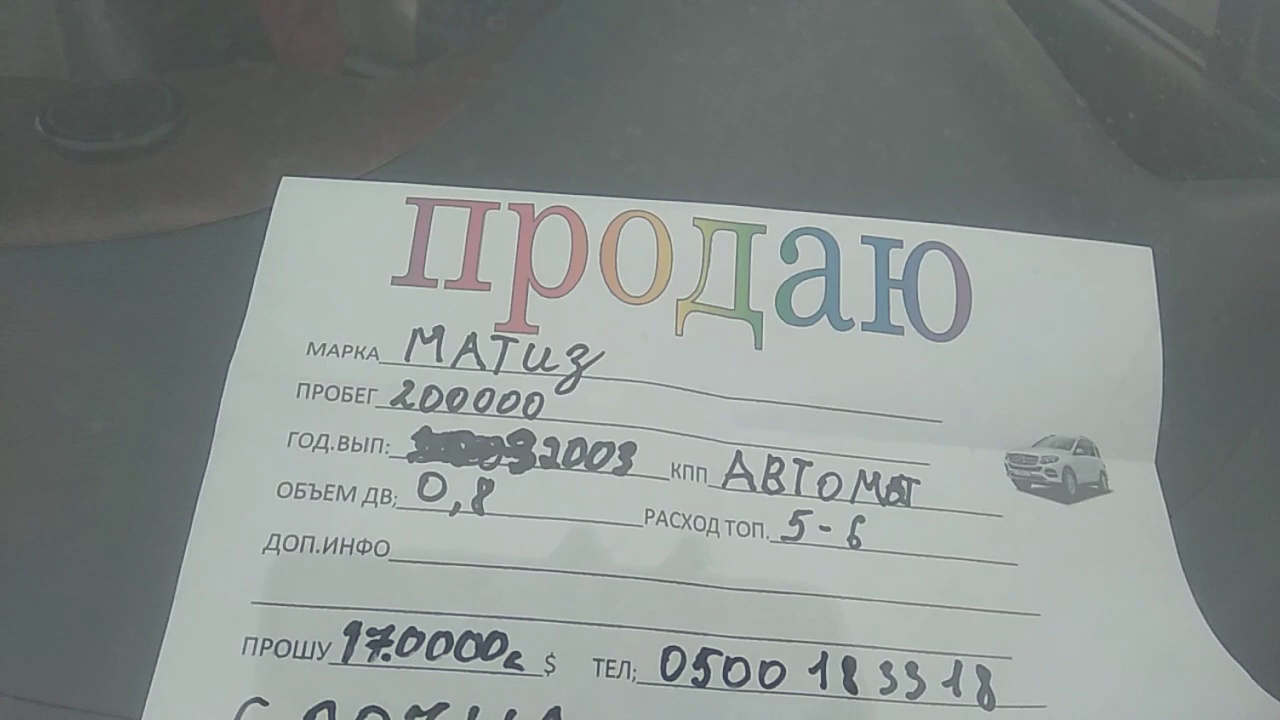 продаю
МАРКА МАТИЗ
ПРОБЕГ 200000
ГОД.ВЫП: 2003 КПП АВТОМАТ
ОБЪЕМ ДВ; 0,8 РАСХОД ТОП. 5-6
ДОП.ИНФО
ПРОШУ 170000с $ ТЕЛ; 0500 18 33 18